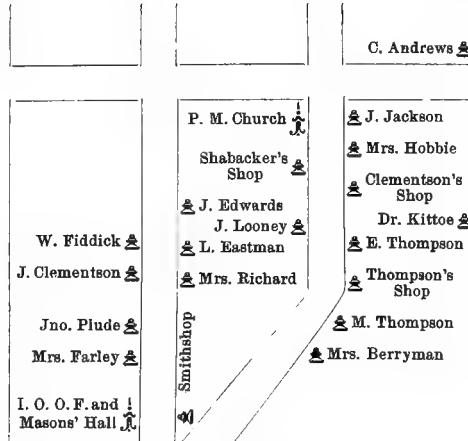 C. Andrews
P. M. Church
J. Jackson
Mrs. Hobbie
Shabacker's
Shop
Clementson's
Shop
J. Edwards
J. Looney
Dr. Kittoe
W. Fiddick
L. Eastman
E. Thompson
J. Clementson
Mrs. Richard
Thompson's
Shop
Jno. Plude
M. Thompson
Mrs. Farley
Mrs. Berryman
Smithshop
I. O. O. F. and
Masons' Hall